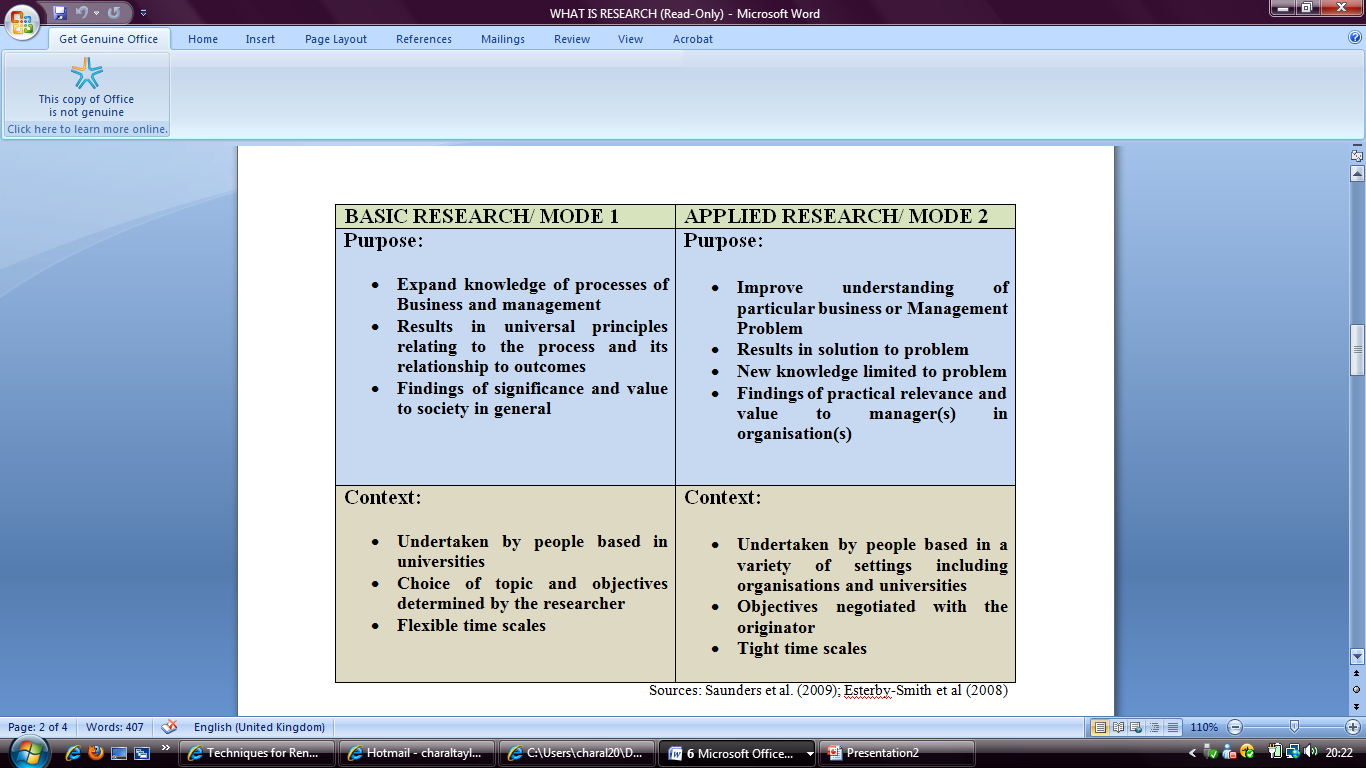 WHAT IS RESEARCH (Read-Only) - Microsoft Word
Get Genuine Office Home Insert Page Layout References Mailings Review View Acrobat
This copy of Office
is not genuine
Click here to learn more online.
BASIC RESEARCH/ MODE 1
Purpose:
• Expand knowledge of processes of
Business and management
• Results in universal principles
relating to the process and its
relationship to outcomes
• Findings of significance and value
to society in general
Context:
• Undertaken by people based in
universities
• Choice of topic and objectives
determined by the researcher
• Flexible time scales
APPLIED RESEARCH/ MODE 2
Purpose:
• Improve understanding of
particular business or Management
Problem
• Results in solution to problem
• New knowledge limited to problem
• Findings of practical relevance and
value to manager(s) in
organisation(s)
Context:
• Undertaken by people based in a
variety of settings including
organisations and universities
• Objectives negotiated with the
originator
• Tight time scales
Sources: Saunders et al. (2009); Esterby-Smith et al (2008)
Page: 2 of 4 Words: 407 English (United Kingdom) 110%
Techniques for Ren... Hotmail - charaltayl... C:\Users\charal20\D... 6 Microsoft Office... Presentation2 20:22